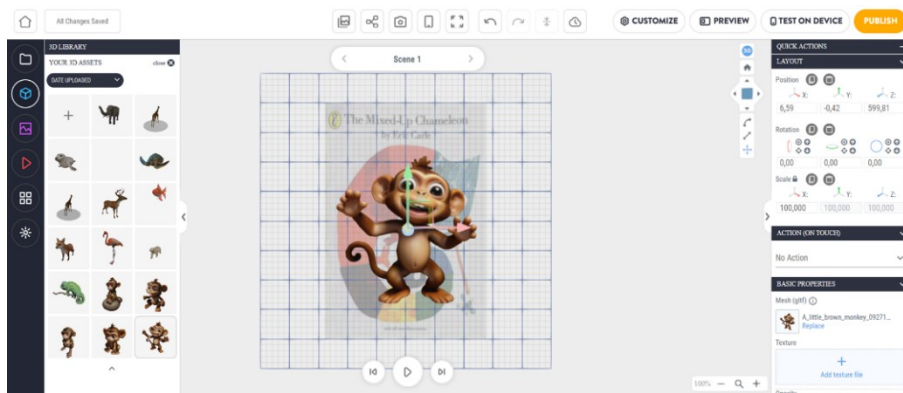 All Changes Saved
CUSTOMIZE
PREVIEW
TEST ON DEVICE
PUBLISH
3D LIBRARY
YOUR 3D ASSETS
close
DATE UPLOADED
Scene 1
The Mixed-Up Chameleon
by Eric Carle
3D
100%
QUICK ACTIONS
LAYOUT
Position
X: Y: Z:
6,59 -0,42 599,81
Rotation
0,00 0,00 0,00
Scale
X: Y: Z:
100,000 100,000 100,000
ACTION (ON TOUCH)
No Action
BASIC PROPERTIES
Mesh (gltf)
A_little_brown_monkey_09271...
Replace
Texture
Add texture file